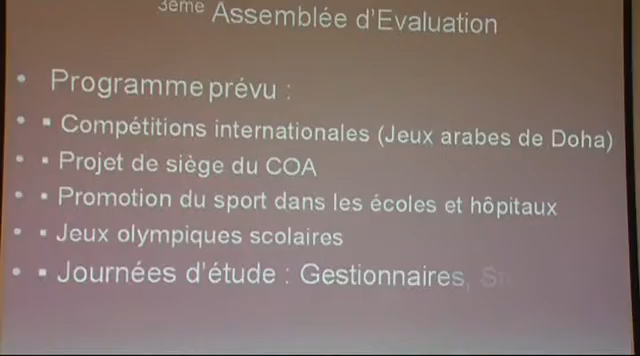 3ème Assemblée d'Evaluation
• Programme prévu :
• ▪ Compétitions internationales (Jeux arabes de Doha)
• ▪ Projet de siège du COA
• ▪ Promotion du sport dans les écoles et hôpitaux
• ▪ Jeux olympiques scolaires
• ▪ Journées d'étude : Gestionnaires,